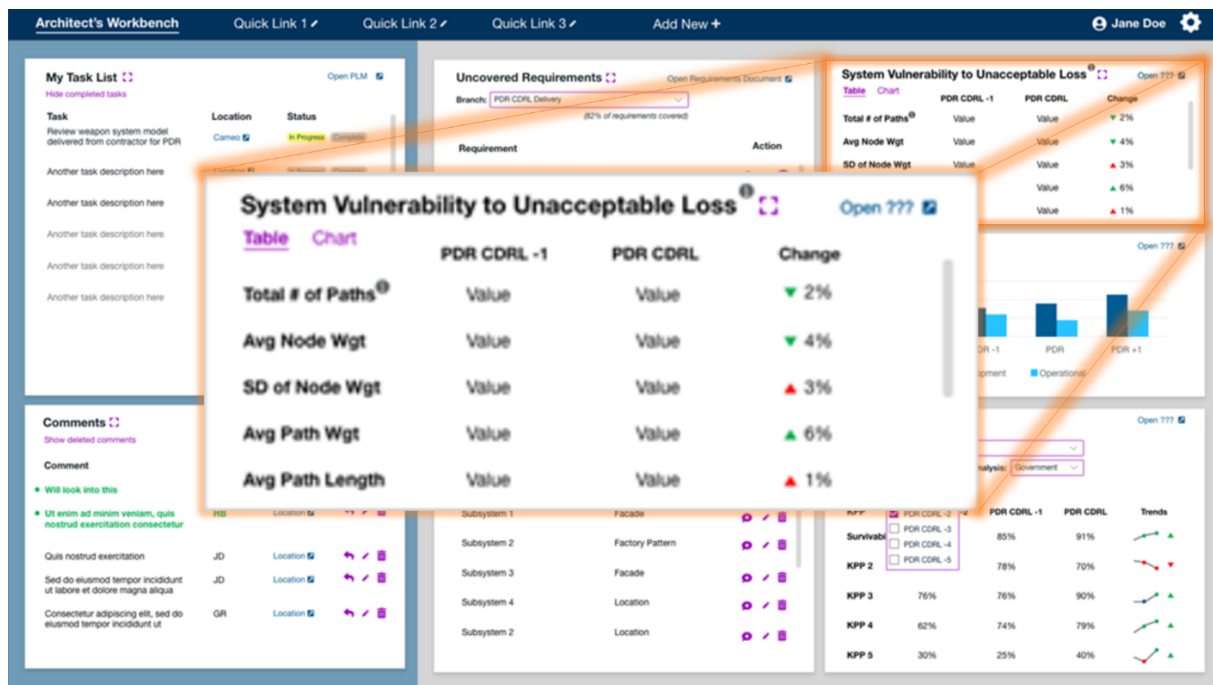 Architect's Workbench
Quick Link 1
Quick Link 2
Quick Link 3
Add New +
Jane Doe
My Task List
Open PLM
Hide completed tasks
Task Location Status
Review weapon system model
delivered from contractor for PDR
Cameo
In Progress Complete
Another task description here
Another task description here
Another task description here
Another task description here
Another task description here
Uncovered Requirements
Open Requirements Document
Branch: PDR CDRL Delivery
(82% of requirements covered)
Requirement Action
System Vulnerability to Unacceptable Loss
Open ???
Table Chart
PDR CDRL -1 PDR CDRL Change
Total # of Paths Value Value 2%
Avg Node Wgt Value Value 4%
SD of Node Wgt Value Value 3%
Value 6%
Value 1%
System Vulnerability to Unacceptable Loss
Open ???
Table Chart
PDR CDRL -1 PDR CDRL Change
Total # of Paths Value Value 2%
Avg Node Wgt Value Value 4%
SD of Node Wgt Value Value 3%
Avg Path Wgt Value Value 6%
Avg Path Length Value Value 1%
Open ???
PDR PDR +1
Operational
Comments
Show deleted comments
Comment
Will look into this
Ut enim ad minim veniam, quis
nostrud exercitation consectetur
RB Location
Quis nostrud exercitation JD Location
Sed do eiusmod tempor incididunt
ut labore et dolore magna aliqua
JD Location
Consectetur adipiscing elit, sed do
eiusmod tempor incididunt ut
GR Location
Subsystem 1 Facade
Subsystem 2 Factory Pattern
Subsystem 3 Facade
Subsystem 4 Location
Subsystem 2 Location
Open ???
Government
KPP PDR CDRL -2 PDR CDRL -1 PDR CDRL Trends
PDR CDRL -3
PDR CDRL -4
PDR CDRL -5
85% 91%
KPP 2 78% 70%
KPP 3 76% 76% 90%
KPP 4 62% 74% 79%
KPP 5 30% 25% 40%